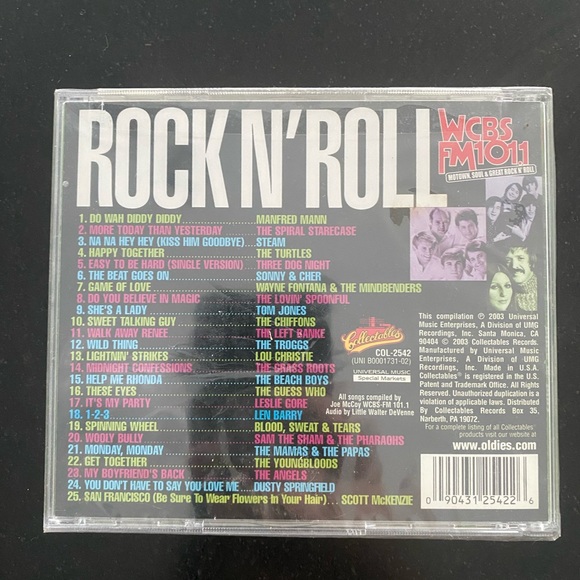 ROCK N' ROLL
WCBS
FM101.1
MOTOWN, SOUL & GREAT ROCK N' ROLL
1. DO WAH DIDDY DIDDY MANFRED MANN
2. MORE TODAY THAN YESTERDAY THE SPIRAL STARECASE
3. NA NA HEY HEY (KISS HIM GOODBYE) STEAM
4. HAPPY TOGETHER THE TURTLES
5. EASY TO BE HARD (SINGLE VERSION) THREE DOG NIGHT
6. THE BEAT GOES ON SONNY & CHER
7. GAME OF LOVE WAYNE FONTANA & THE MINDBENDERS
8. DO YOU BELIEVE IN MAGIC THE LOVIN' SPOONFUL
9. SHE'S A LADY TOM JONES
10. SWEET TALKING GUY THE CHIFFONS
11. WALK AWAY RENEE THE LEFT BANKE
12. WILD THING THE TROGGS
13. LIGHTNIN' STRIKES LOU CHRISTIE
14. MIDNIGHT CONFESSIONS THE GRASS ROOTS
15. HELP ME RHONDA THE BEACH BOYS
16. THESE EYES THE GUESS WHO
17. IT'S MY PARTY LESLIE GORE
18. 1-2-3 LEN BARRY
19. SPINNING WHEEL BLOOD, SWEAT & TEARS
20. WOOLY BULLY SAM THE SHAM & THE PHARAOHS
21. MONDAY, MONDAY THE MAMAS & THE PAPAS
22. GET TOGETHER THE YOUNGBLOODS
23. MY BOYFRIEND'S BACK THE ANGELS
24. YOU DON'T HAVE TO SAY YOU LOVE ME DUSTY SPRINGFIELD
25. SAN FRANCISCO (Be Sure To Wear Flowers In Your Hair) SCOTT McKENZIE
Collectables
COL-2542
(UNI B0001731-02)
UNIVERSAL MUSIC
Special Markets
All songs compiled by
Joe McCoy WCBS-FM 101.1
Audio by Little Walter DeVenne
This compilation ℗ 2003 Universal
Music Enterprises, A Division of UMG
Recordings, Inc. Santa Monica, CA
90404 © 2003 Collectables Records.
Manufactured by Universal Music
Enterprises, A Division of UMG
Recordings, Inc. Printed in U.S.A.
Collectables® is registered in the U.S.
Patent and Trademark Office. All Rights
Reserved. Unauthorized duplication is a
violation of applicable laws. Distributed
By Collectables Records Box 35,
Narberth, PA 19072.
For a complete listing of all Collectables'
products visit our website at
www.oldies.com®
0 90431 25422 6